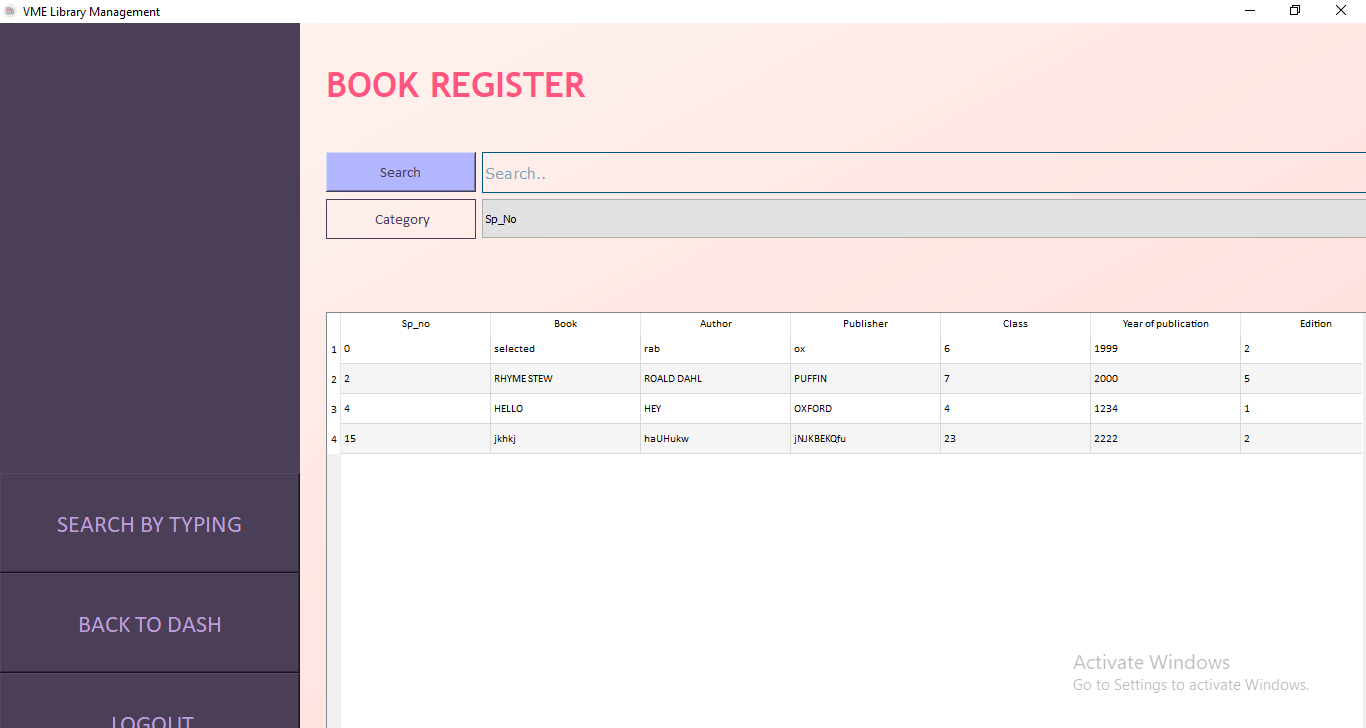 VME Library Management
BOOK REGISTER
Search
Search..
Category
Sp_No
Sp_no Book Author Publisher Class Year of publication Edition
1 0 selected rab ox 6 1999 2
2 2 RHYME STEW ROALD DAHL PUFFIN 7 2000 5
3 4 HELLO HEY OXFORD 4 1234 1
4 15 jkhkj haUHukw jNJKBEKQfu 23 2222 2
SEARCH BY TYPING
BACK TO DASH
LOGOUT
Activate Windows
Go to Settings to activate Windows.